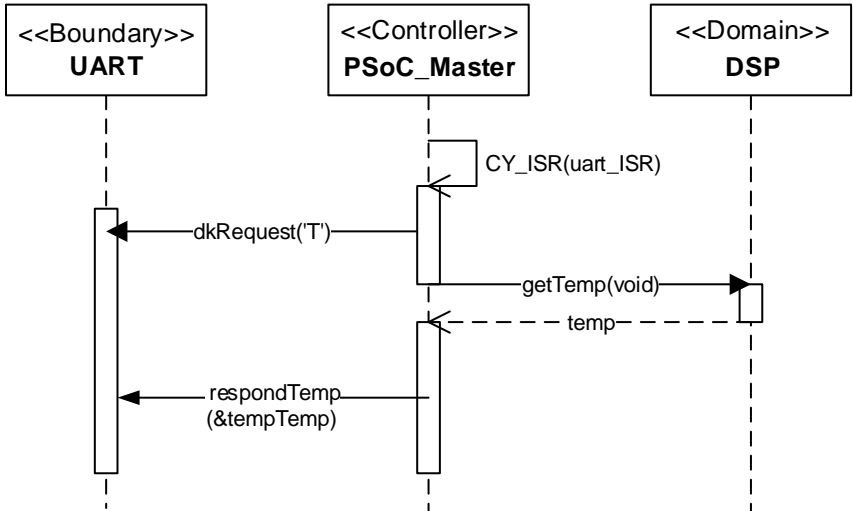 <<Boundary>>
UART
<<Controller>>
PSoC_Master
<<Domain>>
DSP
CY_ISR(uart_ISR)
dkRequest('T')
getTemp(void)
temp
respondTemp
(&tempTemp)